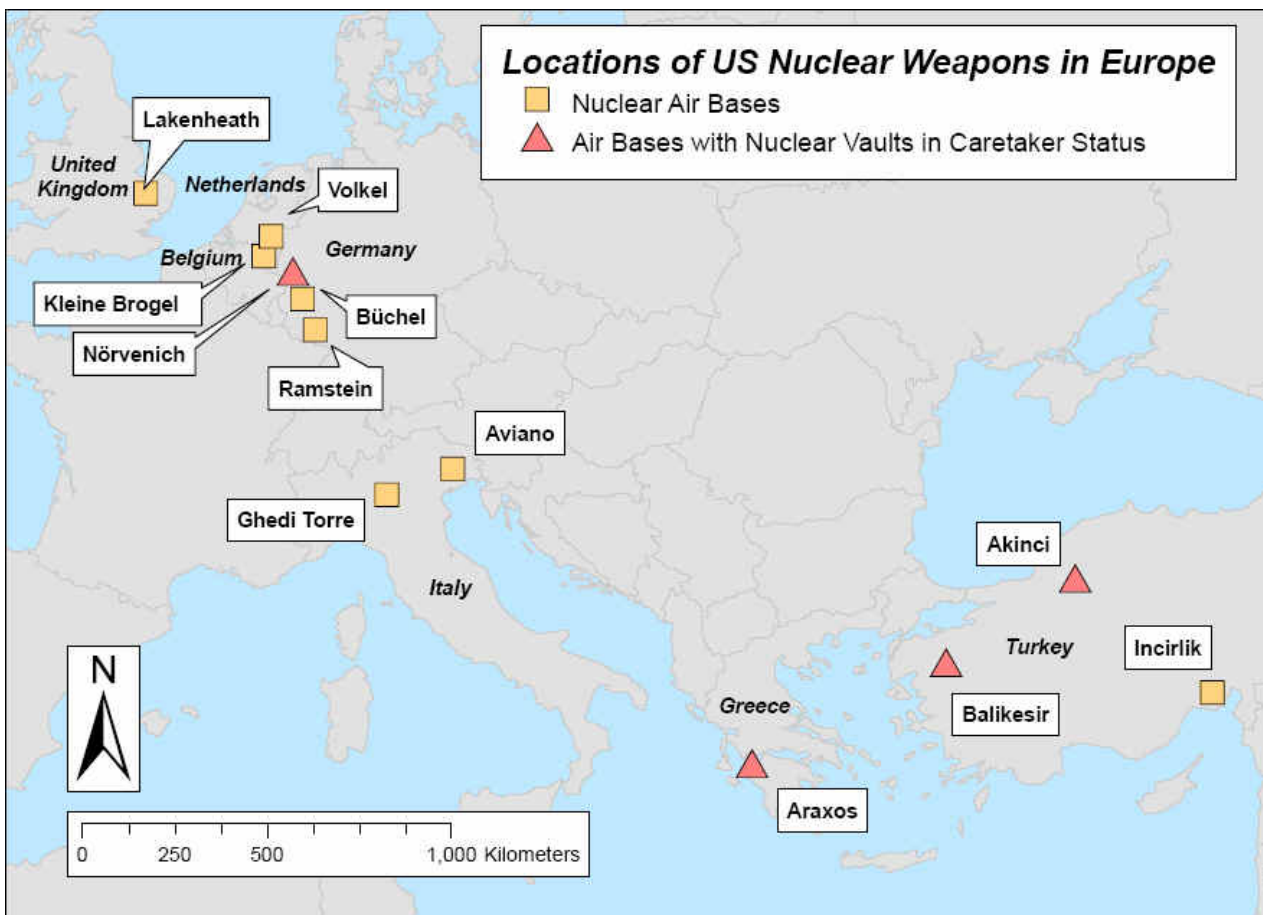 Locations of US Nuclear Weapons in Europe
Nuclear Air Bases
Air Bases with Nuclear Vaults in Caretaker Status
Lakenheath
United
Kingdom
Netherlands
Volkel
Belgium
Germany
Kleine Brogel
Büchel
Nörvenich
Ramstein
Aviano
Ghedi Torre
Italy
Akinci
Turkey
Incirlik
Balikesir
Greece
Araxos
N
0 250 500 1,000 Kilometers